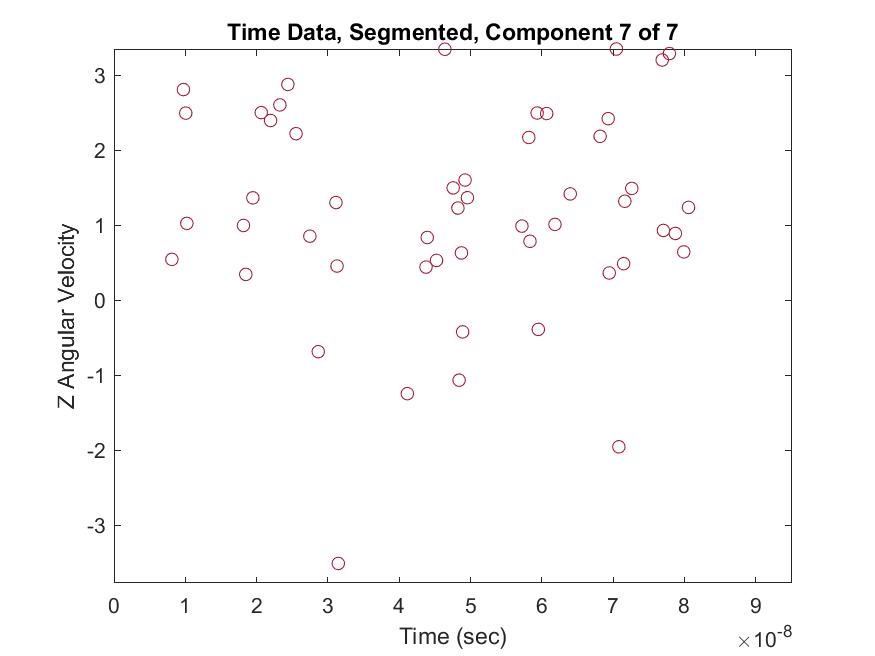 Time Data, Segmented, Component 7 of 7
3
2
1
0
-1
-2
-3
Z Angular Velocity
0 1 2 3 4 5 6 7 8 9
Time (sec)
×10-8